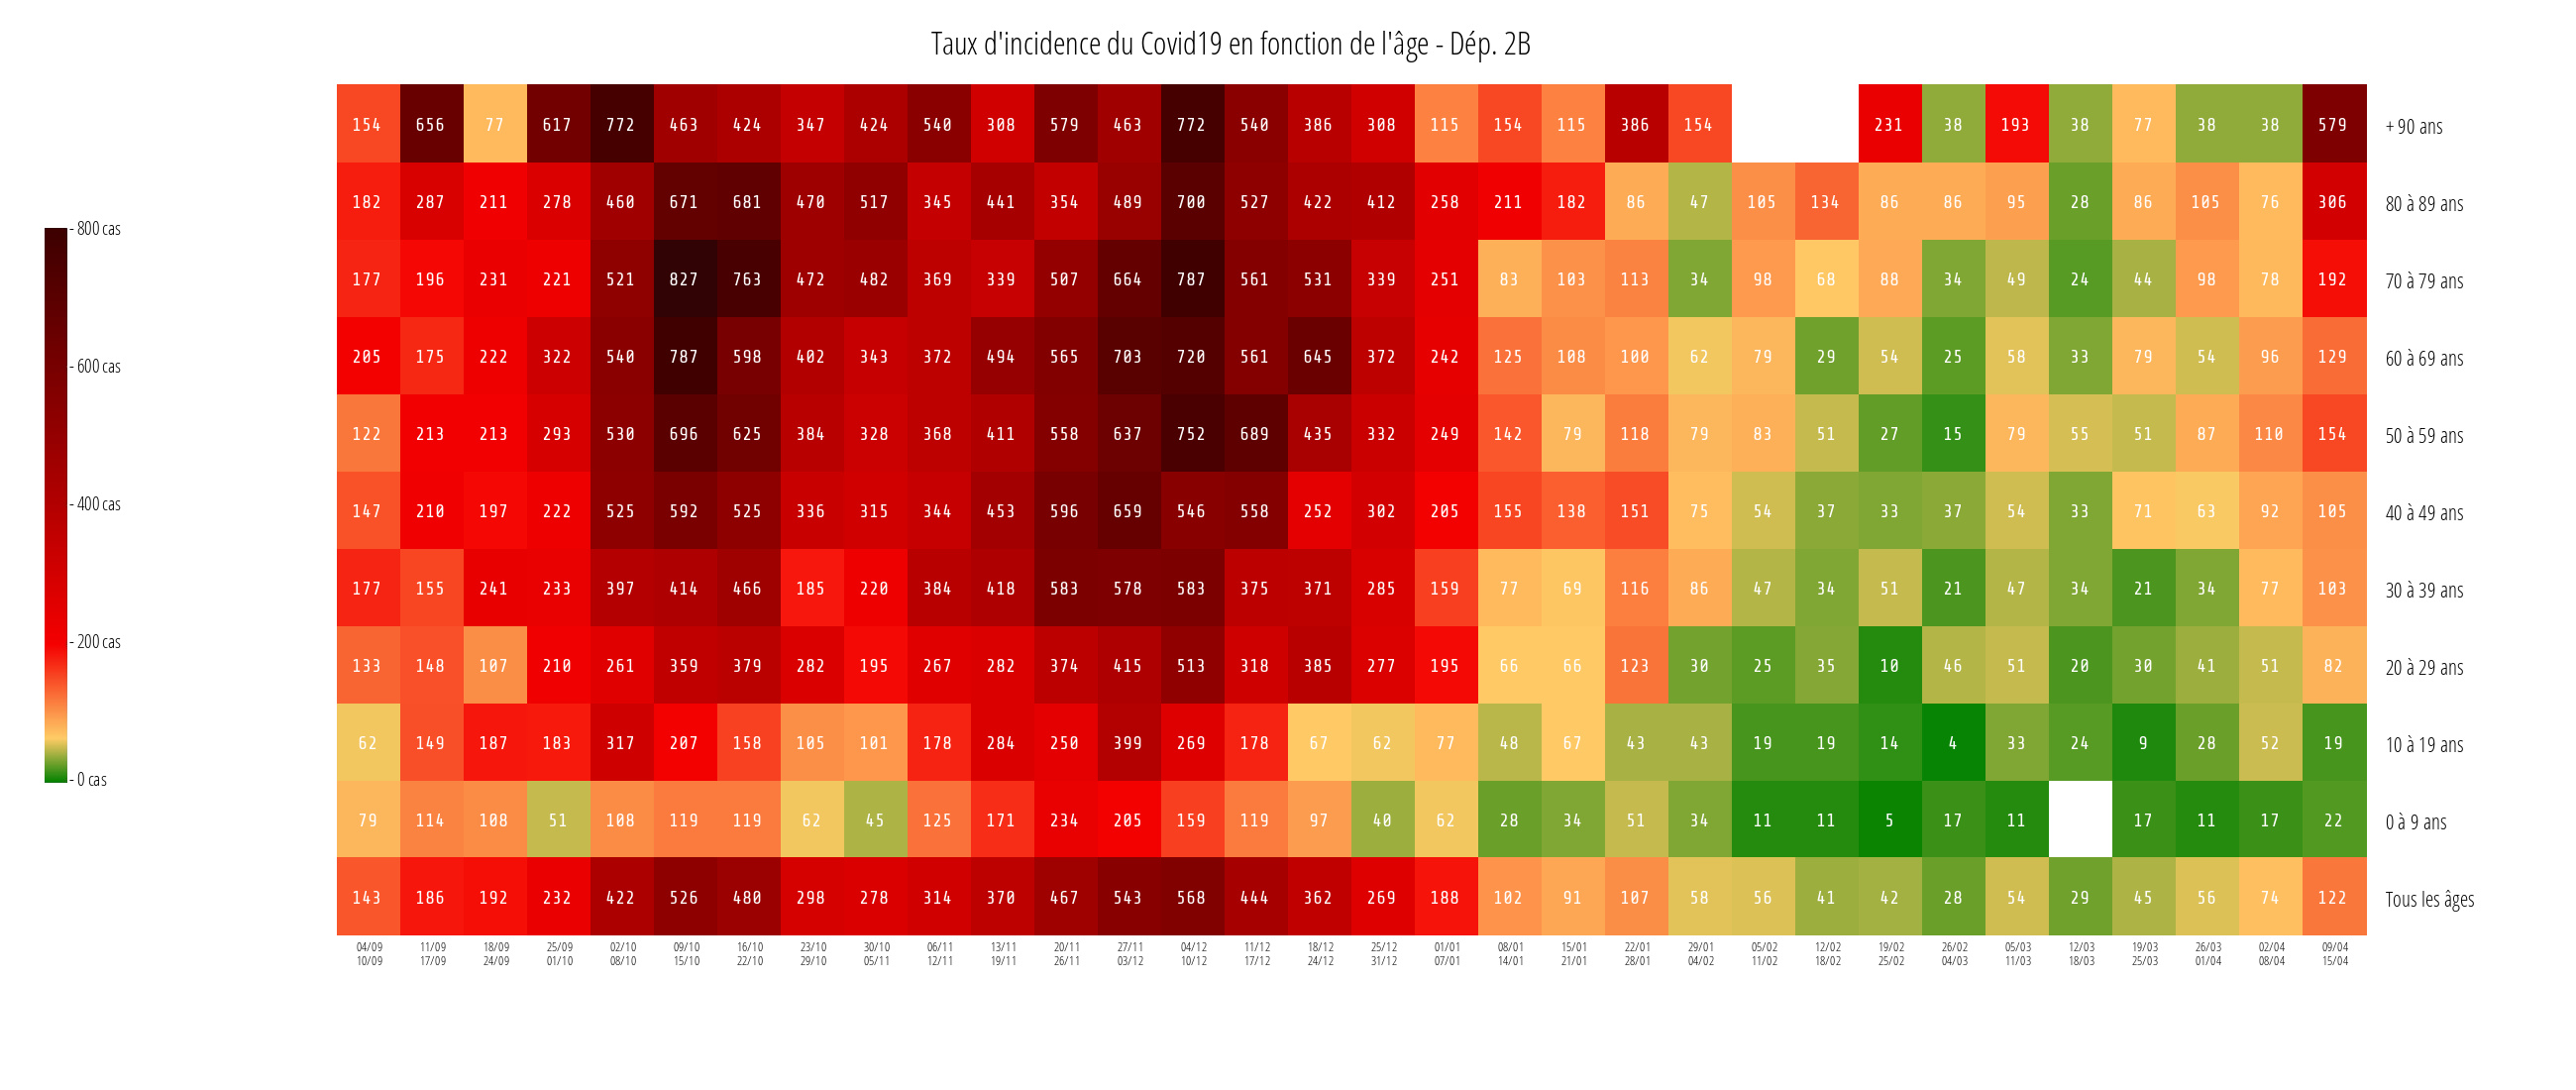 Taux d'incidence du Covid19 en fonction de l'âge - Dép. 2B
154 656 77 617 772 463 424 347 424 540 308 579 463 772 540 386 308 115 154 115 386 154 231 38 193 38 77 38 38 579 + 90 ans
182 287 211 278 460 671 681 470 517 345 441 354 489 700 527 422 412 258 211 182 86 47 105 134 86 86 95 28 86 105 76 306 80 à 89 ans
- 800 cas
177 196 231 221 521 827 763 472 482 369 339 507 664 787 561 531 339 251 83 103 113 34 98 68 88 34 49 24 44 98 78 192 70 à 79 ans
205 175 222 322 540 787 598 402 343 372 494 565 703 720 561 645 372 242 125 108 100 62 79 29 54 25 58 33 79 54 96 129 60 à 69 ans
- 600 cas
122 213 213 293 530 696 625 384 328 368 411 558 637 752 689 435 332 249 142 79 118 79 83 51 27 15 79 55 51 87 110 154 50 à 59 ans
- 400 cas
147 210 197 222 525 592 525 336 315 344 453 596 659 546 558 252 302 205 155 138 151 75 54 37 33 37 54 33 71 63 92 105 40 à 49 ans
177 155 241 233 397 414 466 185 220 384 418 583 578 583 375 371 285 159 77 69 116 86 47 34 51 21 47 34 21 34 77 103 30 à 39 ans
- 200 cas
133 148 107 210 261 359 379 282 195 267 282 374 415 513 318 385 277 195 66 66 123 30 25 35 10 46 51 20 30 41 51 82 20 à 29 ans
62 149 187 183 317 207 158 105 101 178 284 250 399 269 178 67 62 77 48 67 43 43 19 19 14 4 33 24 9 28 52 19 10 à 19 ans
- 0 cas
79 114 108 51 108 119 119 62 45 125 171 234 205 159 119 97 40 62 28 34 51 34 11 11 5 17 11 17 11 17 22 0 à 9 ans
143 186 192 232 422 526 480 298 278 314 370 467 543 568 444 362 269 188 102 91 107 58 56 41 42 28 54 29 45 56 74 122 Tous les âges
04/09 11/09 18/09 25/09 02/10 09/10 16/10 23/10 30/10 06/11 13/11 20/11 27/11 04/12 11/12 18/12 25/12 01/01 08/01 15/01 22/01 29/01 05/02 12/02 19/02 26/02 05/03 12/03 19/03 26/03 02/04 09/04
10/09 17/09 24/09 01/10 08/10 15/10 22/10 29/10 05/11 12/11 19/11 26/11 03/12 10/12 17/12 24/12 31/12 07/01 14/01 21/01 28/01 04/02 11/02 18/02 25/02 04/03 11/03 18/03 25/03 01/04 08/04 15/04